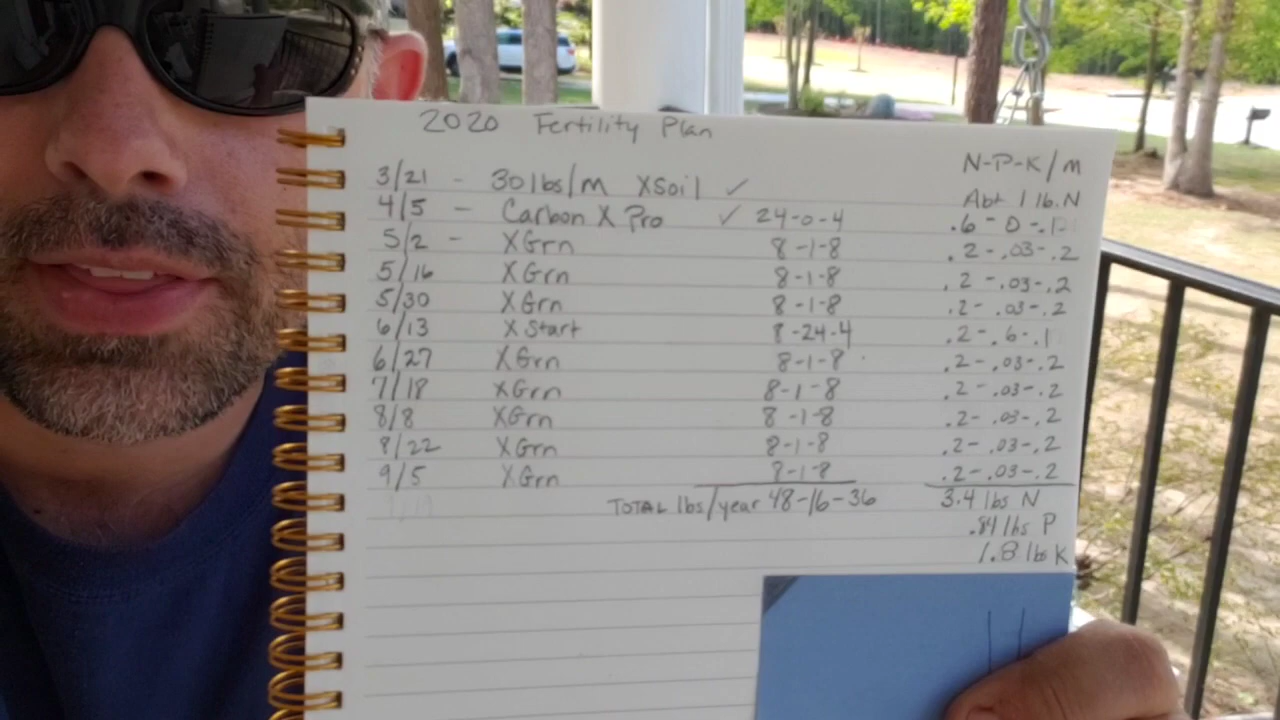 2020 Fertility Plan
N-P-K/m
3/21 - 30 lbs/m XSoil ✓ Abt 1 lb. N
4/5 - Carbon X Pro ✓ 24-0-4 .6 - 0 - .1
5/2 - XGrn 8-1-8 .2 - .03 - .2
5/16 XGrn 8-1-8 .2 - .03 - .2
5/30 XGrn 8-1-8 .2 - .03 - .2
6/13 X Start 8-24-4 .2 - .6 - .1
6/27 XGrn 8-1-8 .2 - .03 - .2
7/18 XGrn 8-1-8 .2 - .03 - .2
8/8 XGrn 8-1-8 .2 - .03 - .2
8/22 XGrn 8-1-8 .2 - .03 - .2
9/5 XGrn 8-1-8 .2 - .03 - .2
TOTAL lbs/year 48-16-36 3.4 lbs N
.84 lbs P
1.8 lbs K